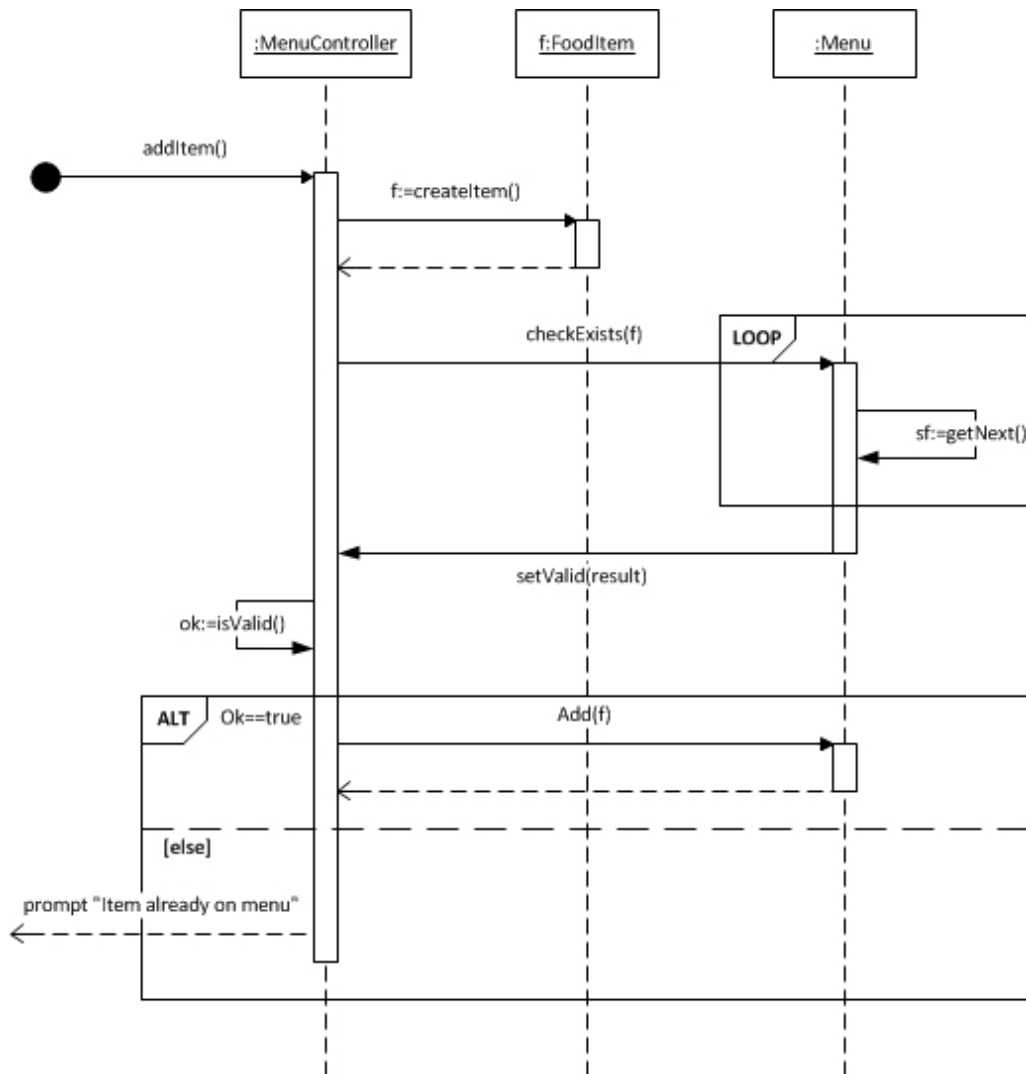 :MenuController
f:FoodItem
:Menu
addItem()
f:=createItem()
checkExists(f)
LOOP
sf:=getNext()
setValid(result)
ok:=isValid()
ALT
Ok==true
Add(f)
[else]
prompt "Item already on menu"